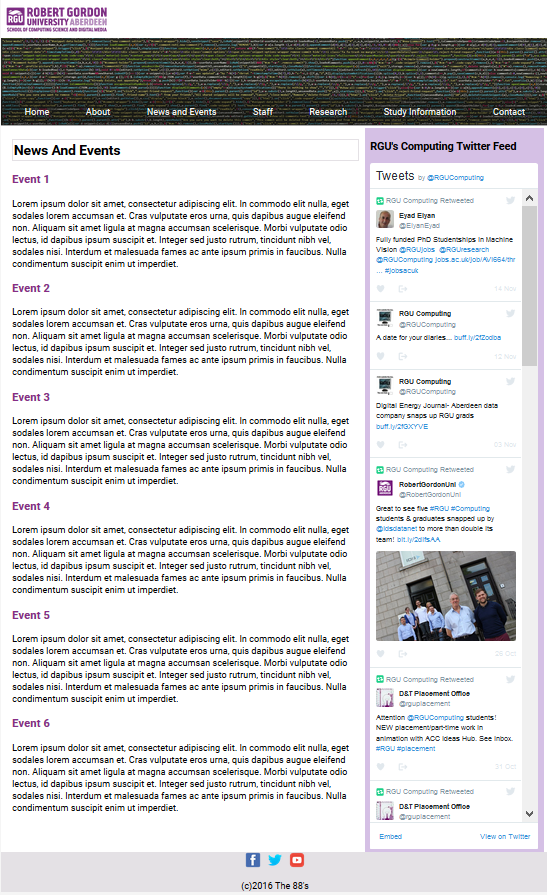 RGU
ROBERT GORDON
UNIVERSITY ABERDEEN
SCHOOL OF COMPUTING SCIENCE AND DIGITAL MEDIA
Home About News and Events Staff Research Study Information Contact
News And Events
Event 1
Lorem ipsum dolor sit amet, consectetur adipiscing elit. In commodo elit nulla, eget
sodales lorem accumsan et. Cras vulputate eros urna, quis dapibus augue eleifend
non. Aliquam sit amet ligula at magna accumsan scelerisque. Morbi vulputate odio
lectus, id dapibus ipsum suscipit et. Integer sed justo rutrum, tincidunt nibh vel,
sodales nisi. Interdum et malesuada fames ac ante ipsum primis in faucibus. Nulla
condimentum suscipit enim ut imperdiet.
Event 2
Lorem ipsum dolor sit amet, consectetur adipiscing elit. In commodo elit nulla, eget
sodales lorem accumsan et. Cras vulputate eros urna, quis dapibus augue eleifend
non. Aliquam sit amet ligula at magna accumsan scelerisque. Morbi vulputate odio
lectus, id dapibus ipsum suscipit et. Integer sed justo rutrum, tincidunt nibh vel,
sodales nisi. Interdum et malesuada fames ac ante ipsum primis in faucibus. Nulla
condimentum suscipit enim ut imperdiet.
Event 3
Lorem ipsum dolor sit amet, consectetur adipiscing elit. In commodo elit nulla, eget
sodales lorem accumsan et. Cras vulputate eros urna, quis dapibus augue eleifend
non. Aliquam sit amet ligula at magna accumsan scelerisque. Morbi vulputate odio
lectus, id dapibus ipsum suscipit et. Integer sed justo rutrum, tincidunt nibh vel,
sodales nisi. Interdum et malesuada fames ac ante ipsum primis in faucibus. Nulla
condimentum suscipit enim ut imperdiet.
Event 4
Lorem ipsum dolor sit amet, consectetur adipiscing elit. In commodo elit nulla, eget
sodales lorem accumsan et. Cras vulputate eros urna, quis dapibus augue eleifend
non. Aliquam sit amet ligula at magna accumsan scelerisque. Morbi vulputate odio
lectus, id dapibus ipsum suscipit et. Integer sed justo rutrum, tincidunt nibh vel,
sodales nisi. Interdum et malesuada fames ac ante ipsum primis in faucibus. Nulla
condimentum suscipit enim ut imperdiet.
Event 5
Lorem ipsum dolor sit amet, consectetur adipiscing elit. In commodo elit nulla, eget
sodales lorem accumsan et. Cras vulputate eros urna, quis dapibus augue eleifend
non. Aliquam sit amet ligula at magna accumsan scelerisque. Morbi vulputate odio
lectus, id dapibus ipsum suscipit et. Integer sed justo rutrum, tincidunt nibh vel,
sodales nisi. Interdum et malesuada fames ac ante ipsum primis in faucibus. Nulla
condimentum suscipit enim ut imperdiet.
Event 6
Lorem ipsum dolor sit amet, consectetur adipiscing elit. In commodo elit nulla, eget
sodales lorem accumsan et. Cras vulputate eros urna, quis dapibus augue eleifend
non. Aliquam sit amet ligula at magna accumsan scelerisque. Morbi vulputate odio
lectus, id dapibus ipsum suscipit et. Integer sed justo rutrum, tincidunt nibh vel,
sodales nisi. Interdum et malesuada fames ac ante ipsum primis in faucibus. Nulla
condimentum suscipit enim ut imperdiet.
RGU's Computing Twitter Feed
Tweets by @RGUComputing
RGU Computing Retweeted
Eyad Elyan
@ElyanEyad
Fully funded PhD Studentships in Machine
Vision @RGUjobs @RGUresearch
@RGUComputing jobs.ac.uk/job/AVI664/thr
... #jobsacuk
14 Nov
RGU Computing
@RGUComputing
A date for your diaries... buff.ly/2fZodba
12 Nov
RGU Computing
@RGUComputing
Digital Energy Journal- Aberdeen data
company snaps up RGU grads
buff.ly/2fGXYVE
03 Nov
RGU Computing Retweeted
RobertGordonUni
@RobertGordonUni
Great to see five #RGU #Computing
students & graduates snapped up by
@idsdatanet to more than double its
team! bit.ly/2dIfsAA
26 Oct
RGU Computing Retweeted
D&T Placement Office
@rguplacement
Attention @RGUComputing students!
NEW placement/part-time work in
animation with ACC Ideas Hub. See Inbox.
#RGU #placement
31 Oct
RGU Computing Retweeted
D&T Placement Office
@rguplacement
Embed View on Twitter
(c)2016 The 88's